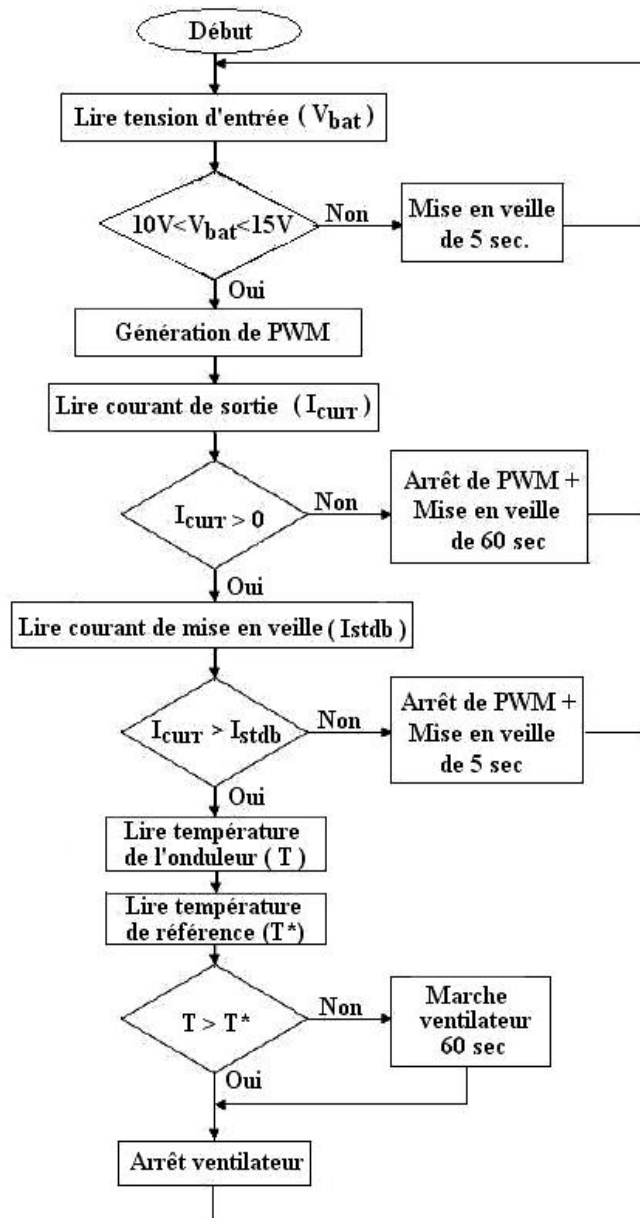 Début
Lire tension d'entrée ( Vbat )
10V<Vbat<15V
Non
Mise en veille
de 5 sec.
Oui
Génération de PWM
Lire courant de sortie ( Icurr )
Icurr > 0
Non
Arrêt de PWM +
Mise en veille
de 60 sec
Oui
Lire courant de mise en veille ( Istdb )
Icurr > Istdb
Non
Arrêt de PWM +
Mise en veille
de 5 sec
Oui
Lire température
de l'onduleur ( T )
Lire température
de référence (T*)
T > T*
Non
Marche
ventilateur
60 sec
Oui
Arrêt ventilateur